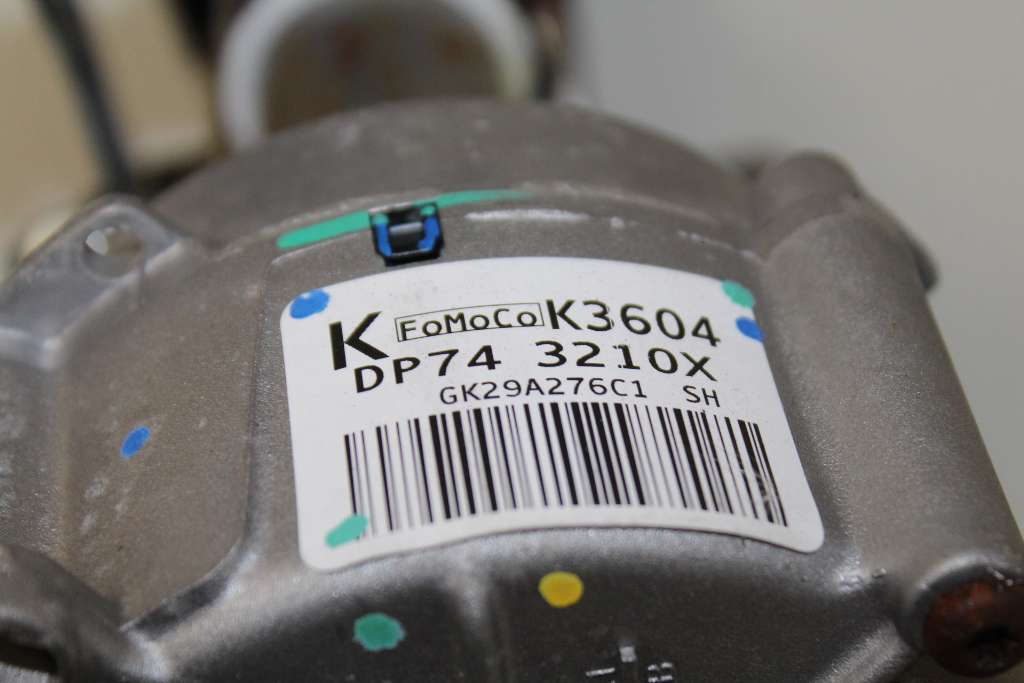 K FoMoCo K3604
DP74 3210X
GK29A276C1 SH